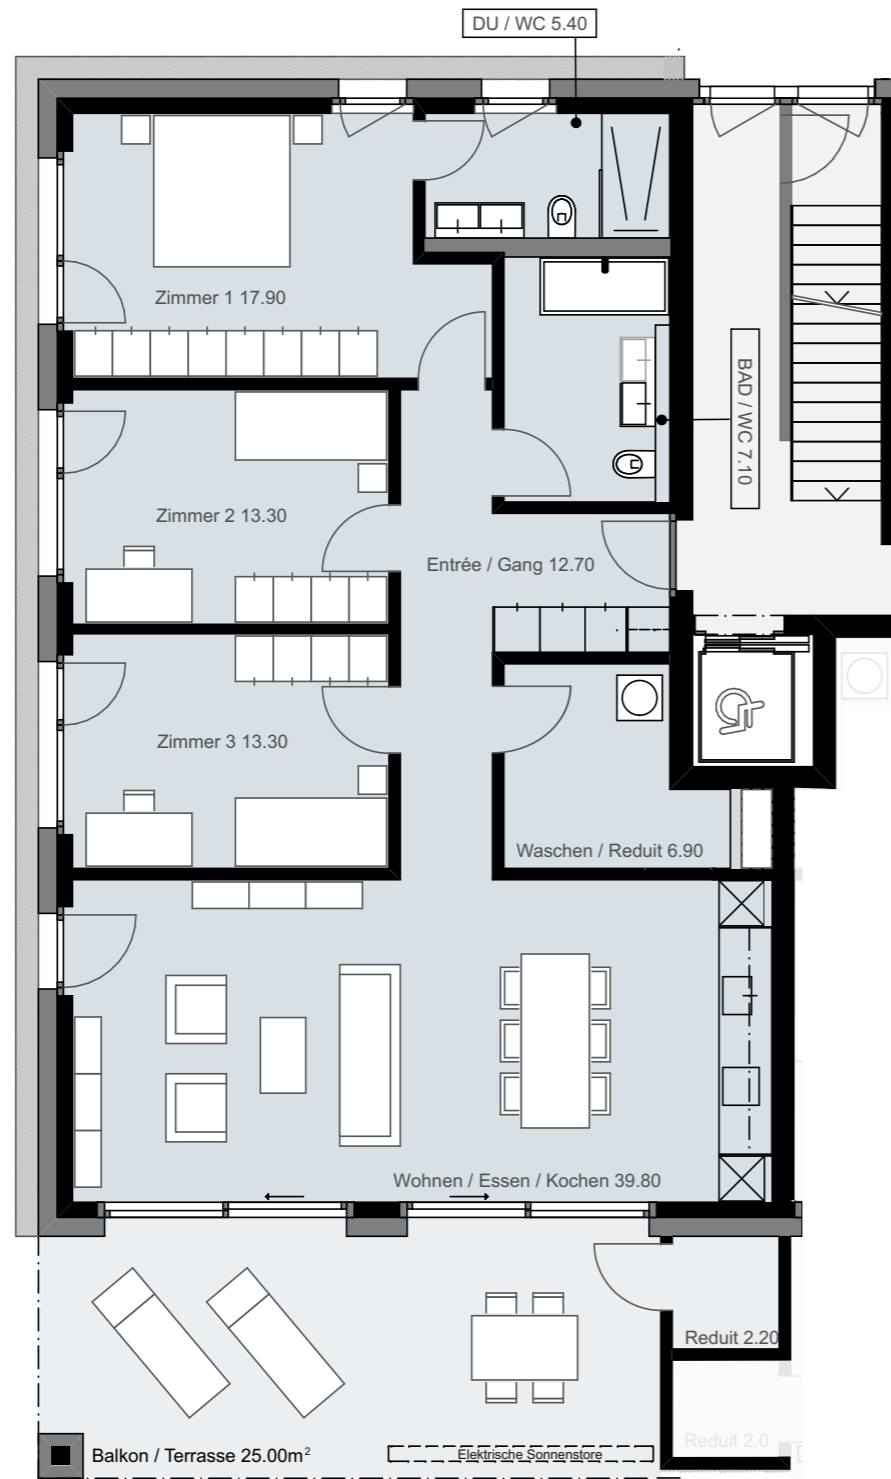 DU / WC 5.40
Zimmer 1 17.90
BAD / WC 7.10
Zimmer 2 13.30
Entrée / Gang 12.70
Zimmer 3 13.30
Waschen / Reduit 6.90
Wohnen / Essen / Kochen 39.80
Reduit 2.20
Reduit 2.0
Balkon / Terrasse 25.00m²
Elektrische Sonnenstore